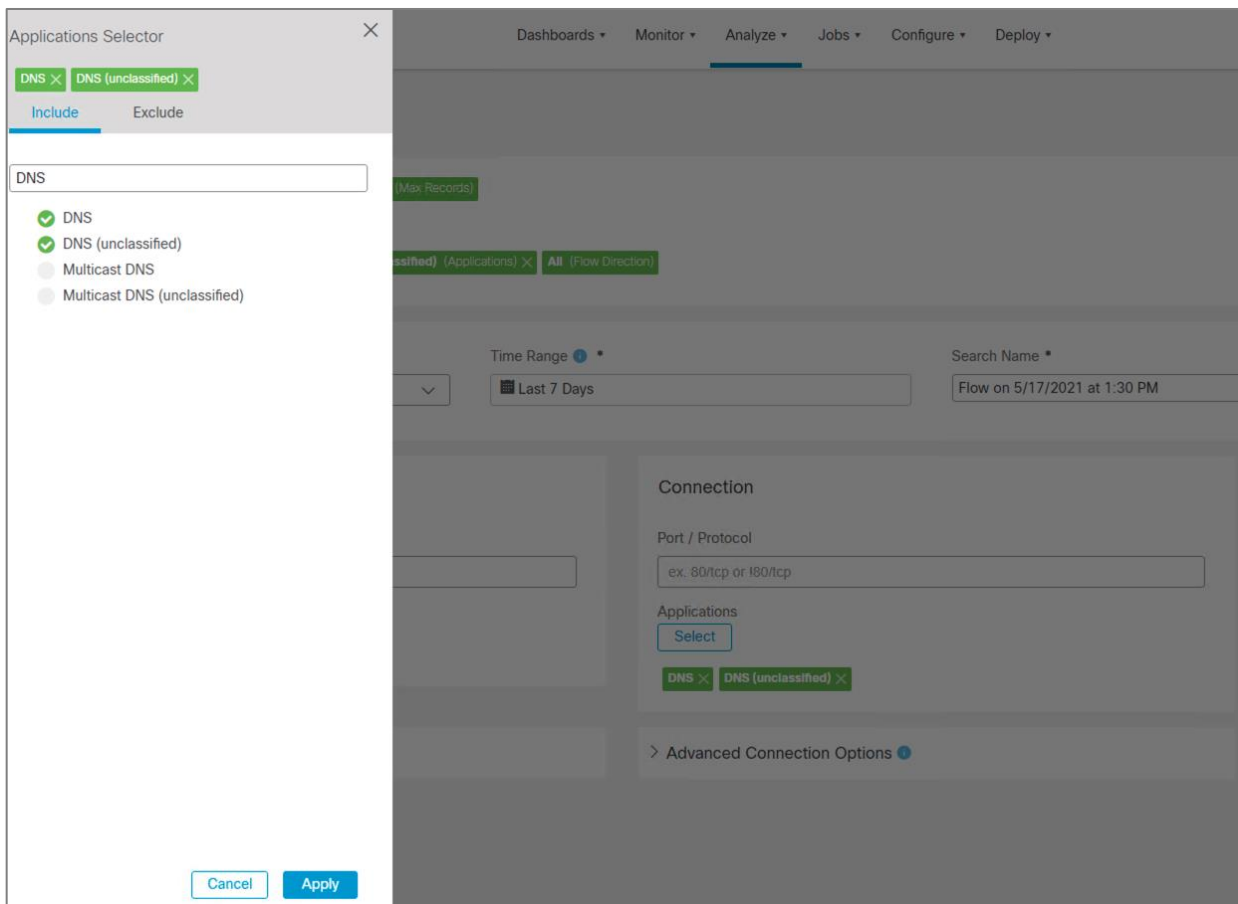 Applications Selector
Dashboards Monitor Analyze Jobs Configure Deploy
DNS DNS (unclassified)
Include Exclude
DNS
DNS
DNS (unclassified)
Multicast DNS
Multicast DNS (unclassified)
(Max Records)
ssified) (Applications) All (Flow Direction)
Time Range * Search Name *
Last 7 Days Flow on 5/17/2021 at 1:30 PM
Connection
Port / Protocol
ex. 80/tcp or !80/tcp
Applications
Select
DNS DNS (unclassified)
Advanced Connection Options
Cancel Apply